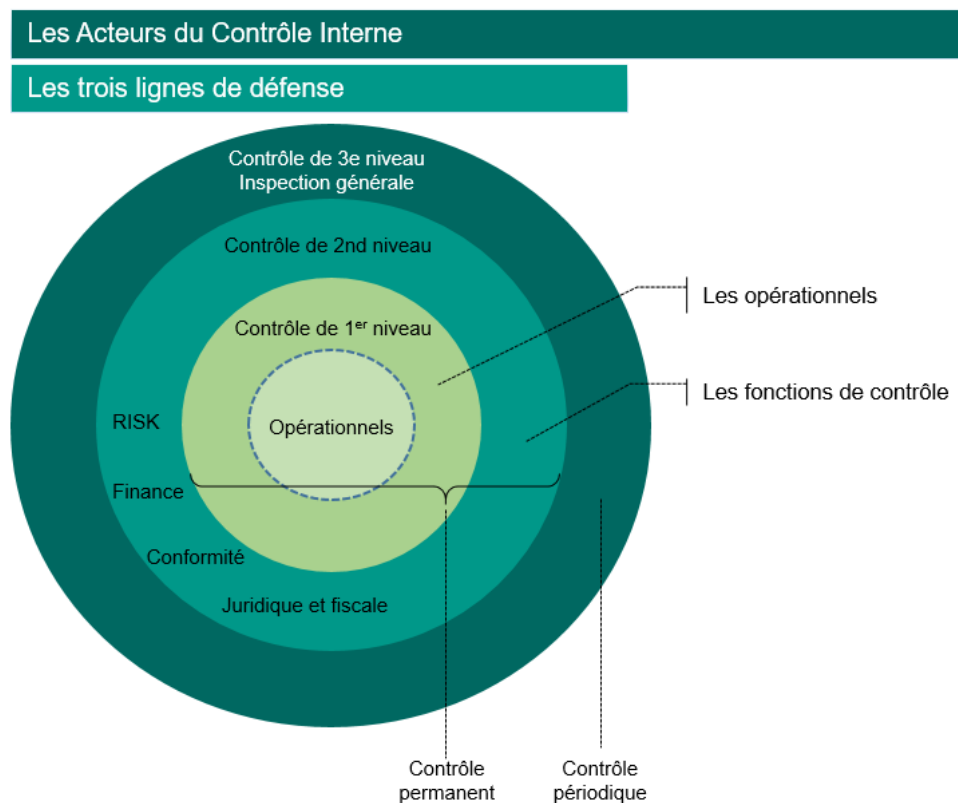 Les Acteurs du Contrôle Interne
Les trois lignes de défense
Contrôle de 3e niveau
Inspection générale
Contrôle de 2nd niveau
Contrôle de 1er niveau
Opérationnels
Les opérationnels
Les fonctions de contrôle
RISK
Finance
Conformité
Juridique et fiscale
Contrôle
permanent
Contrôle
périodique